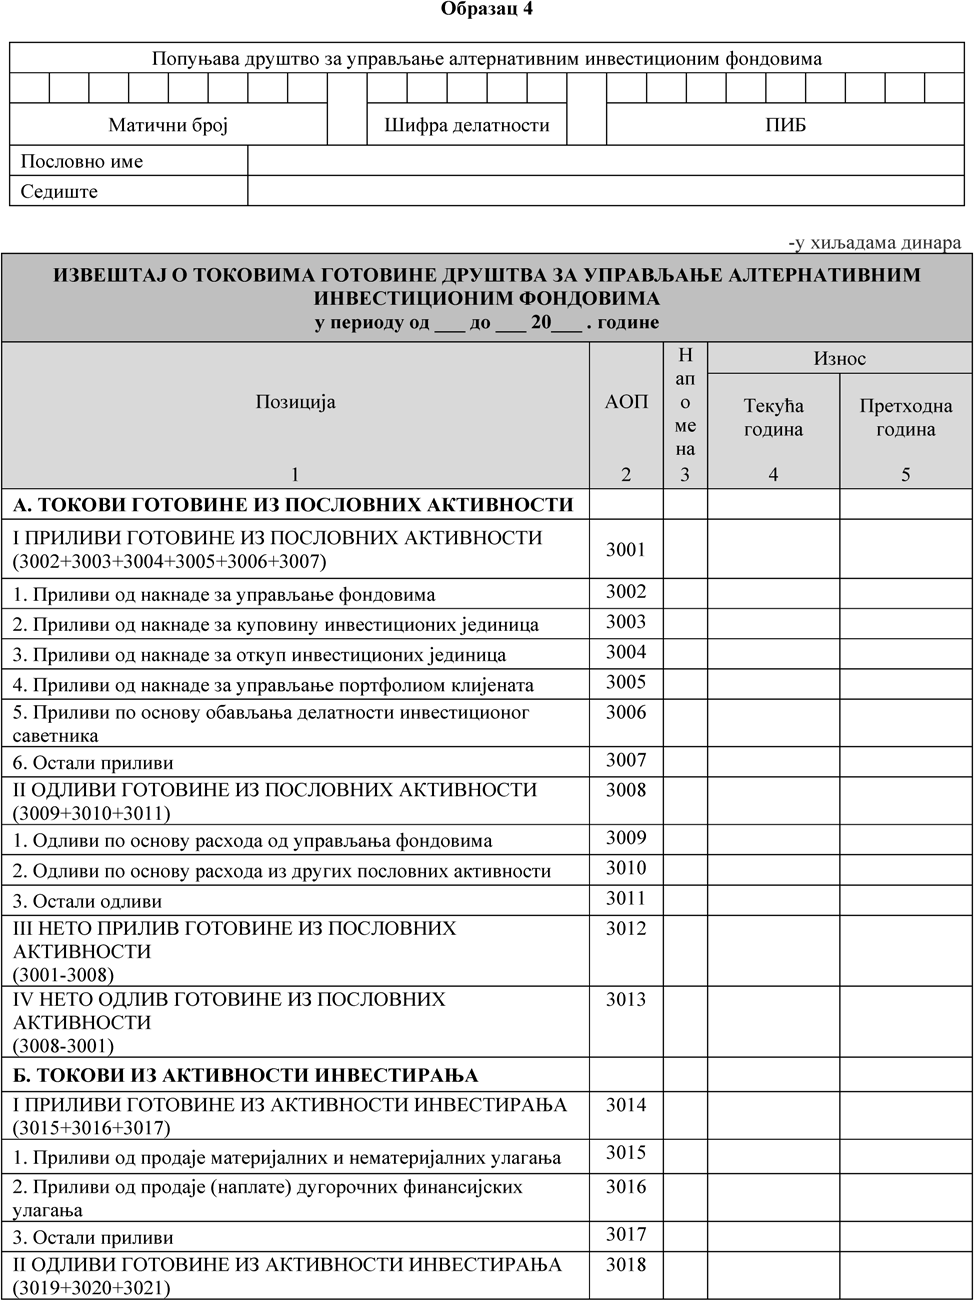 Образац 4
Попуњава друштво за управљање алтернативним инвестиционим фондовима
Матични број
Шифра делатности
ПИБ
Пословно име
Седиште
-у хиљадама динара
ИЗВЕШТАЈ О ТОКОВИМА ГОТОВИНЕ ДРУШТВА ЗА УПРАВЉАЊЕ АЛТЕРНАТИВНИМ
ИНВЕСТИЦИОНИМ ФОНДОВИМА
у периоду од ___ до ___ 20___ . године
Позиција
АОП
Н
ап
о
ме
на
Износ
Текућа
година
Претходна
година
1 2 3 4 5
А. ТОКОВИ ГОТОВИНЕ ИЗ ПОСЛОВНИХ АКТИВНОСТИ
I ПРИЛИВИ ГОТОВИНЕ ИЗ ПОСЛОВНИХ АКТИВНОСТИ
(3002+3003+3004+3005+3006+3007)
3001
1. Приливи од накнаде за управљање фондовима 3002
2. Приливи од накнаде за куповину инвестиционих јединица 3003
3. Приливи од накнаде за откуп инвестиционих јединица 3004
4. Приливи од накнаде за управљање портфолиом клијената 3005
5. Приливи по основу обављања делатности инвестиционог 3006
саветника
6. Остали приливи 3007
II ОДЛИВИ ГОТОВИНЕ ИЗ ПОСЛОВНИХ АКТИВНОСТИ 3008
(3009+3010+3011)
1. Одливи по основу расхода од управљања фондовима 3009
2. Одливи по основу расхода из других пословних активности 3010
3. Остали одливи 3011
III НЕТО ПРИЛИВ ГОТОВИНЕ ИЗ ПОСЛОВНИХ 3012
АКТИВНОСТИ
(3001-3008)
IV НЕТО ОДЛИВ ГОТОВИНЕ ИЗ ПОСЛОВНИХ 3013
АКТИВНОСТИ
(3008-3001)
Б. ТОКОВИ ИЗ АКТИВНОСТИ ИНВЕСТИРАЊА
I ПРИЛИВИ ГОТОВИНЕ ИЗ АКТИВНОСТИ ИНВЕСТИРАЊА 3014
(3015+3016+3017)
1. Приливи од продаје материјалних и нематеријалних улагања 3015
2. Приливи од продаје (наплате) дугорочних финансијских 3016
улагања
3. Остали приливи 3017
II ОДЛИВИ ГОТОВИНЕ ИЗ АКТИВНОСТИ ИНВЕСТИРАЊА 3018
(3019+3020+3021)